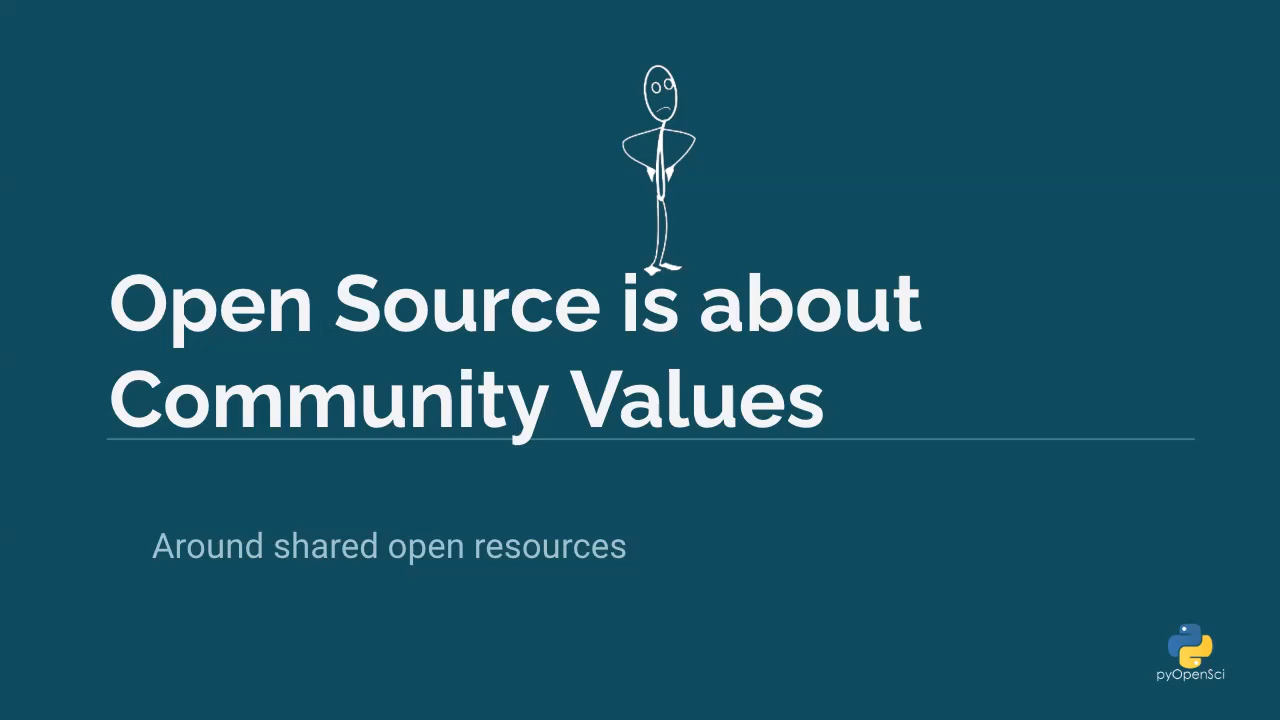 Open Source is about
Community Values
Around shared open resources
pyOpenSci